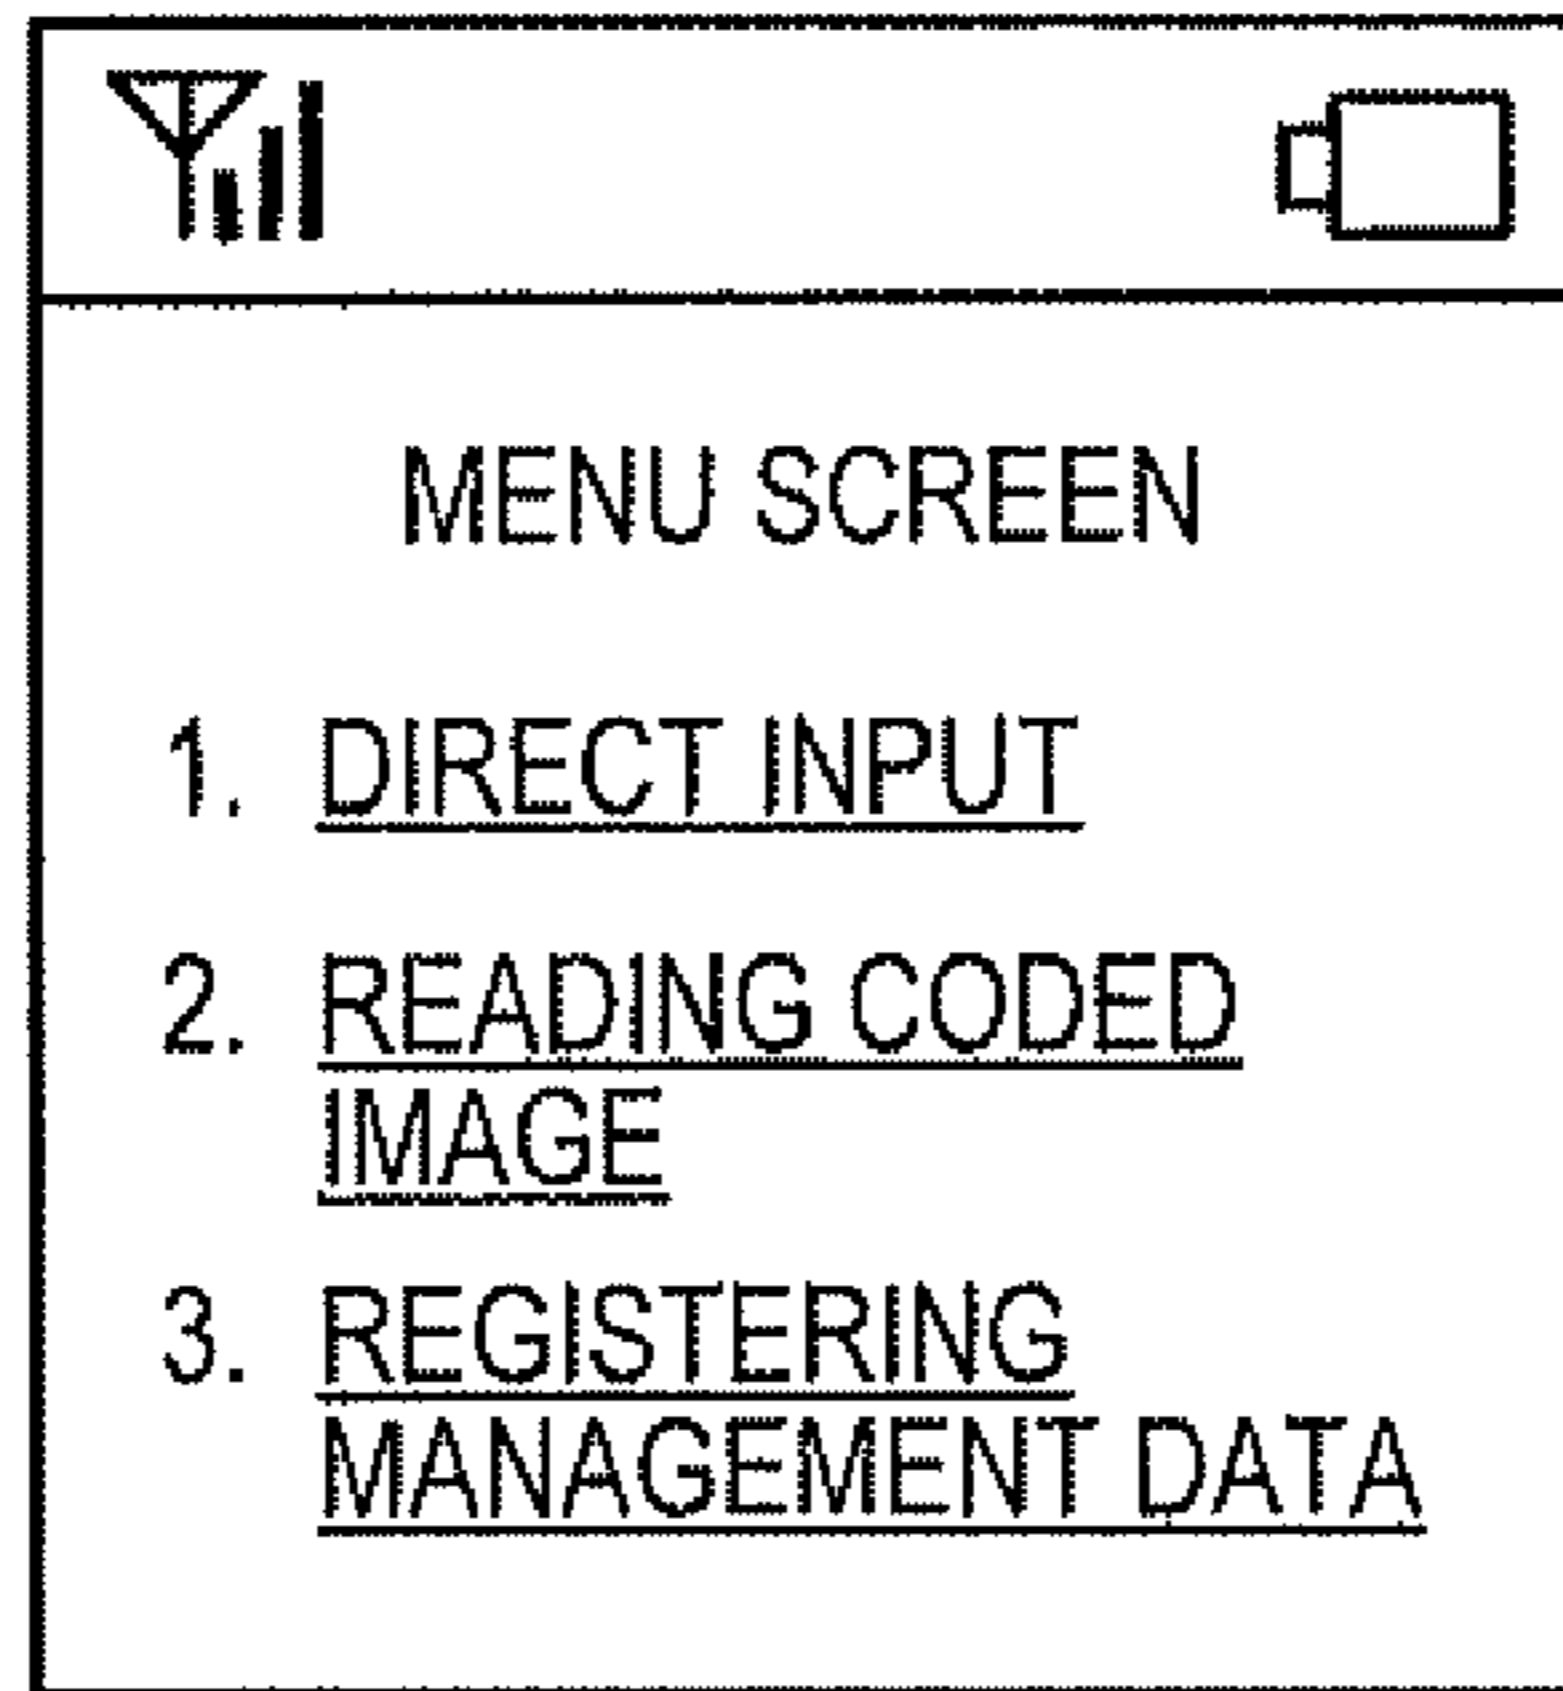 MENU SCREEN
1. DIRECT INPUT
2. READING CODED
IMAGE
3. REGISTERING
MANAGEMENT DATA